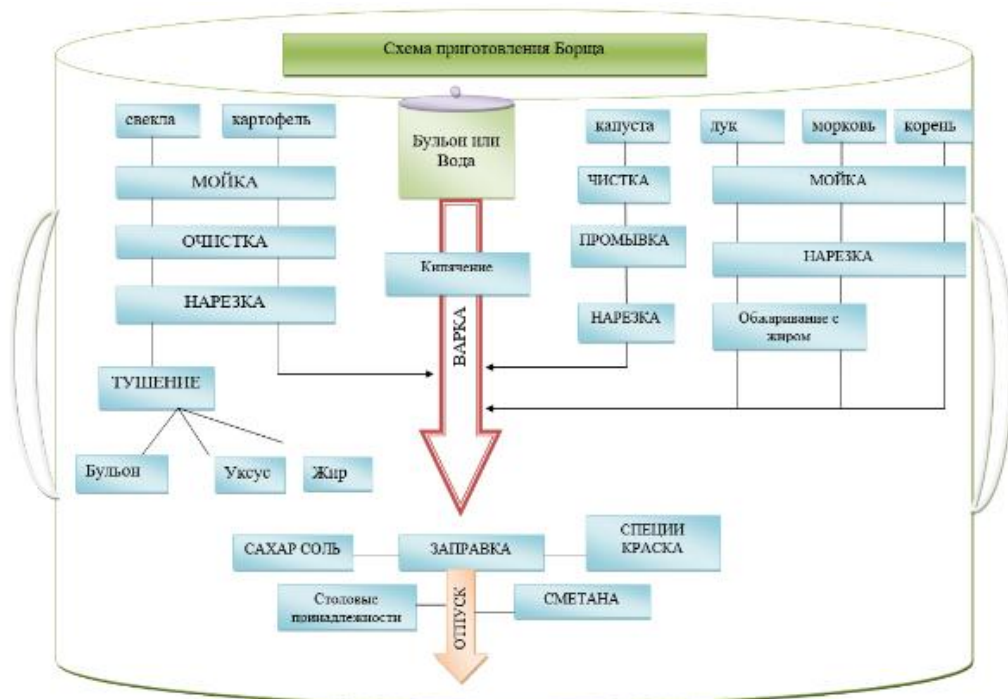 Схема приготовления Борща
свекла
картофель
Бульон или
Вода
капуста
лук
морковь
корень
МОЙКА
ЧИСТКА
МОЙКА
ОЧИСТКА
Кипячение
ПРОМЫВКА
НАРЕЗКА
НАРЕЗКА
ВАРКА
НАРЕЗКА
Обжаривание с
жиром
ТУШЕНИЕ
Бульон
Уксус
Жир
САХАР СОЛЬ
ЗАПРАВКА
СПЕЦИИ
КРАСКА
Столовые
принадлежности
ОТПУСК
СМЕТАНА